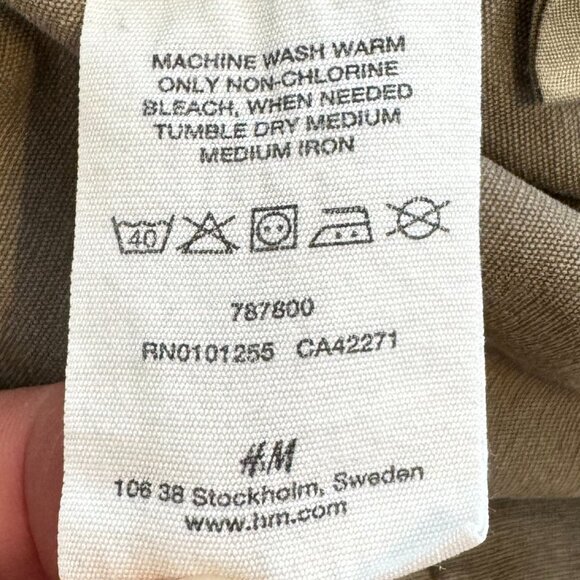 MACHINE WASH WARM
ONLY NON-CHLORINE
BLEACH, WHEN NEEDED
TUMBLE DRY MEDIUM
MEDIUM IRON
40
787800
RN0101255 CA42271
H&M
106 38 Stockholm, Sweden
www.hm.com